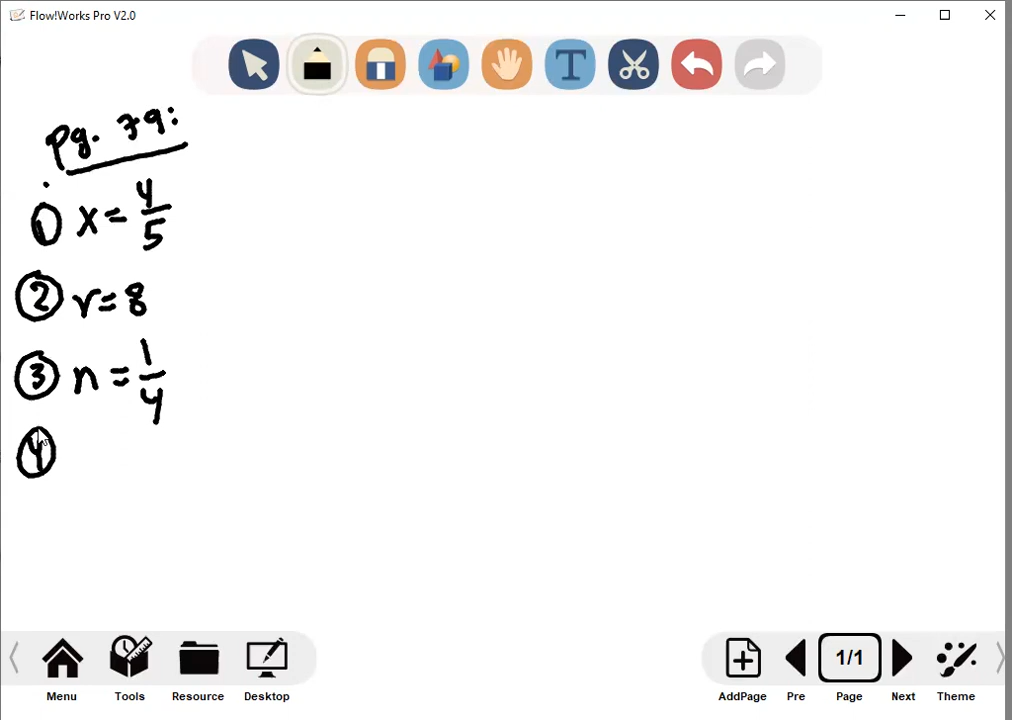 Flow!Works Pro V2.0
pg. 79:
① x = 4/5
② r = 8
③ n = 1/4
④
1/1
Menu Tools Resource Desktop AddPage Pre Page Next Theme